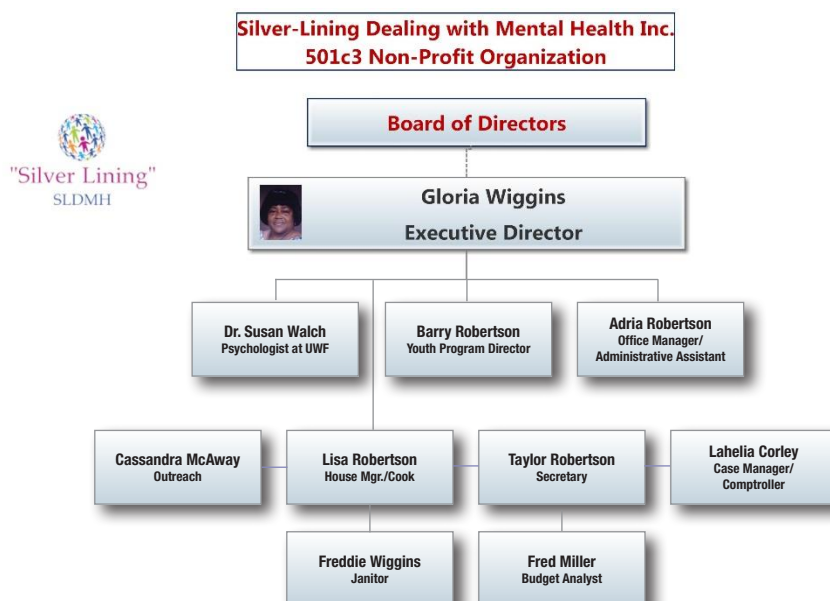 Silver-Lining Dealing with Mental Health Inc.
501c3 Non-Profit Organization
Board of Directors
"Silver Lining"
SLDMH
Gloria Wiggins
Executive Director
Dr. Susan Walch
Psychologist at UWF
Barry Robertson
Youth Program Director
Adria Robertson
Office Manager/
Administrative Assistant
Cassandra McAway
Outreach
Lisa Robertson
House Mgr./Cook
Taylor Robertson
Secretary
Lahelia Corley
Case Manager/
Comptroller
Freddie Wiggins
Janitor
Fred Miller
Budget Analyst